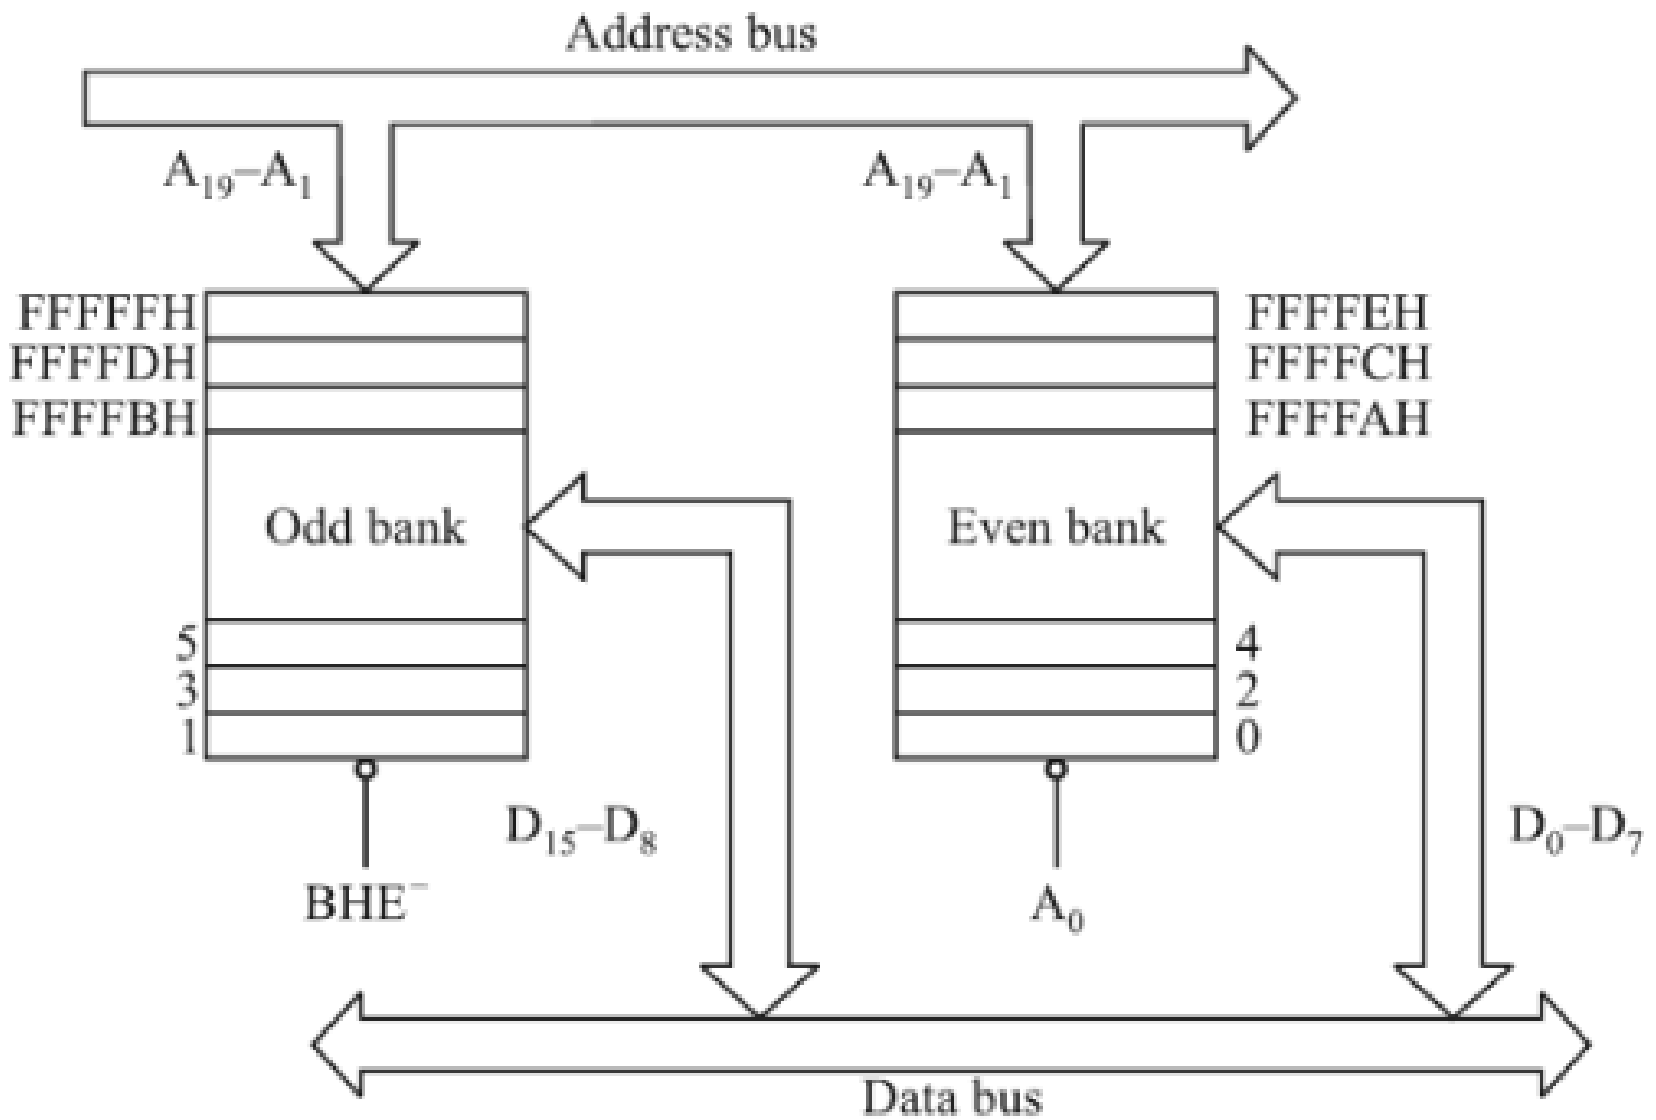 Address bus
A₁₉–A₁
A₁₉–A₁
FFFFFH
FFFFDH
FFFFBH
FFFFEH
FFFFCH
FFFFAH
Odd bank
Even bank
5
3
1
4
2
0
D₁₅–D₈
D₀–D₇
BHE⁻
A₀
Data bus